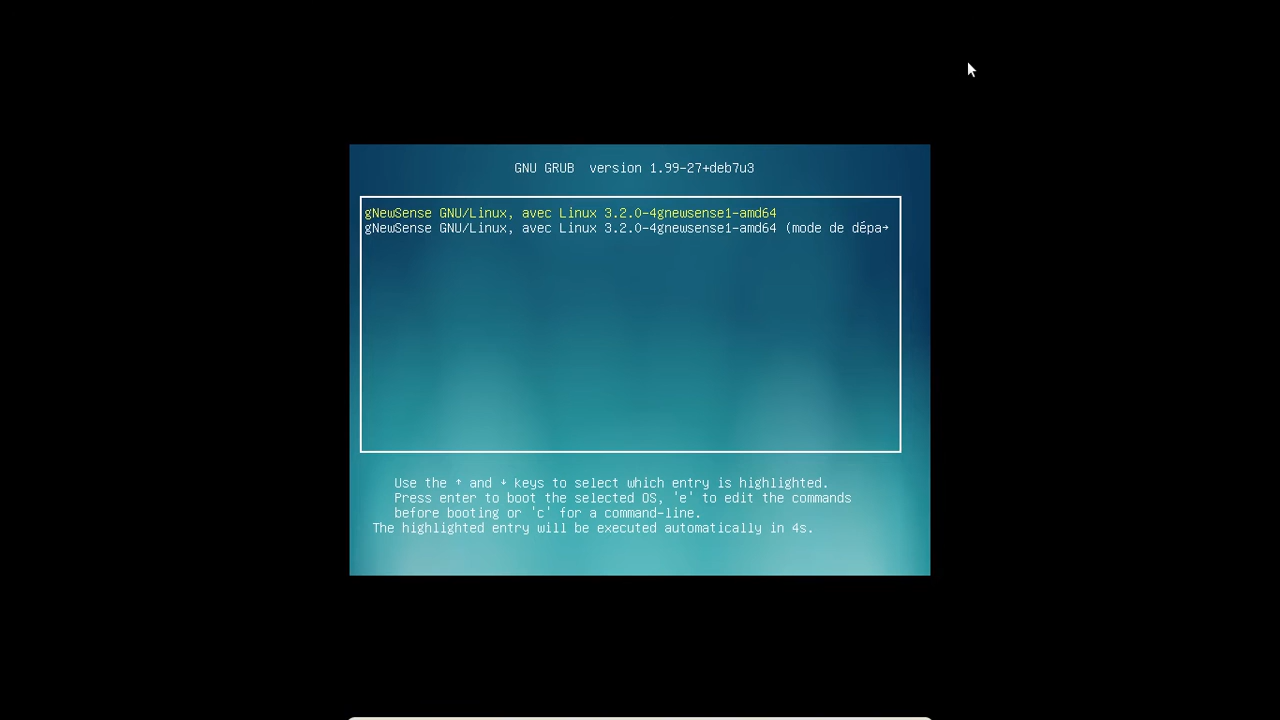 GNU GRUB  version 1.99-27+deb7u3
gNewSense GNU/Linux, avec Linux 3.2.0-4gnewsense1-amd64
gNewSense GNU/Linux, avec Linux 3.2.0-4gnewsense1-amd64 (mode de dépa→
Use the ↑ and ↓ keys to select which entry is highlighted.
Press enter to boot the selected OS, 'e' to edit the commands
before booting or 'c' for a command-line.
The highlighted entry will be executed automatically in 4s.